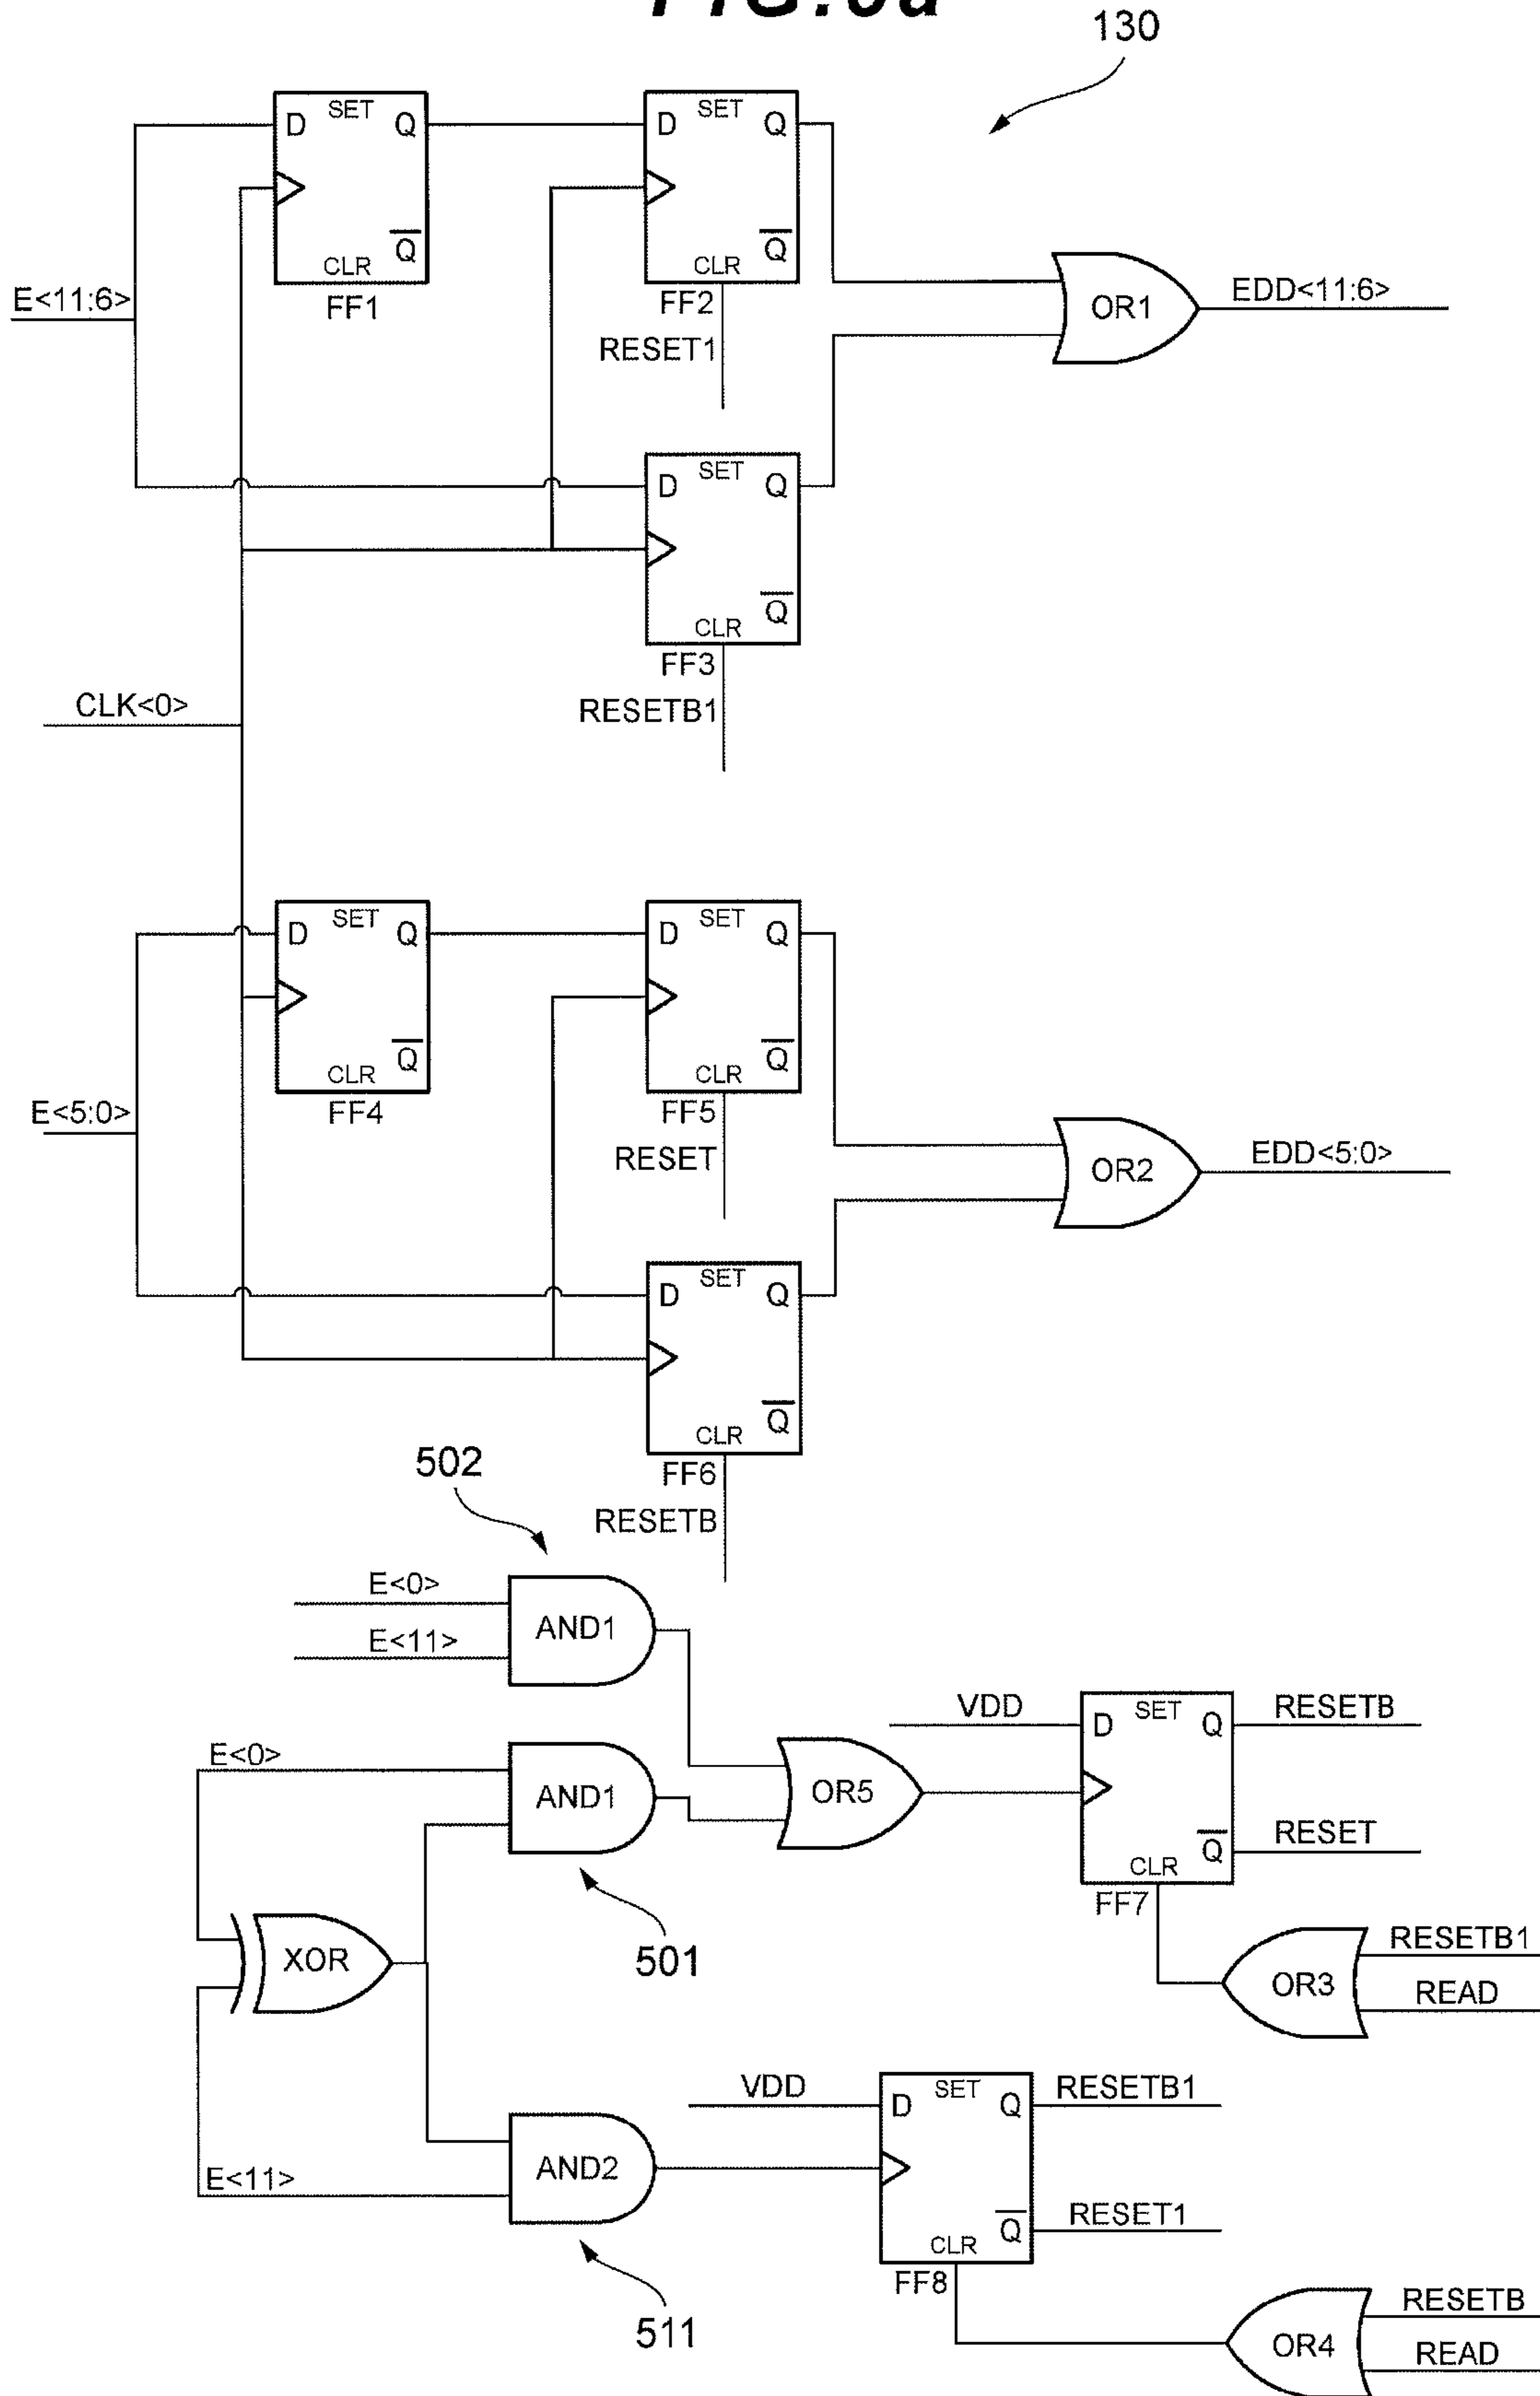 FIG.
130
D SET Q
Q
CLR
FF1
D SET Q
Q
CLR
FF2
RESET1
E<11:6>
OR1
EDD<11:6>
D SET Q
Q
CLR
FF3
RESETB1
CLK<0>
D SET Q
Q
CLR
FF4
D SET Q
Q
CLR
FF5
RESET
E<5:0>
OR2
EDD<5:0>
D SET Q
Q
CLR
FF6
RESETB
502
E<0>
E<11>
AND1
E<0>
AND1
501
OR5
VDD
D SET Q
Q
CLR
FF7
RESETB
RESET
XOR
OR3
RESETB1
READ
E<11>
AND2
511
VDD
D SET Q
Q
CLR
FF8
RESETB1
RESET1
OR4
RESETB
READ